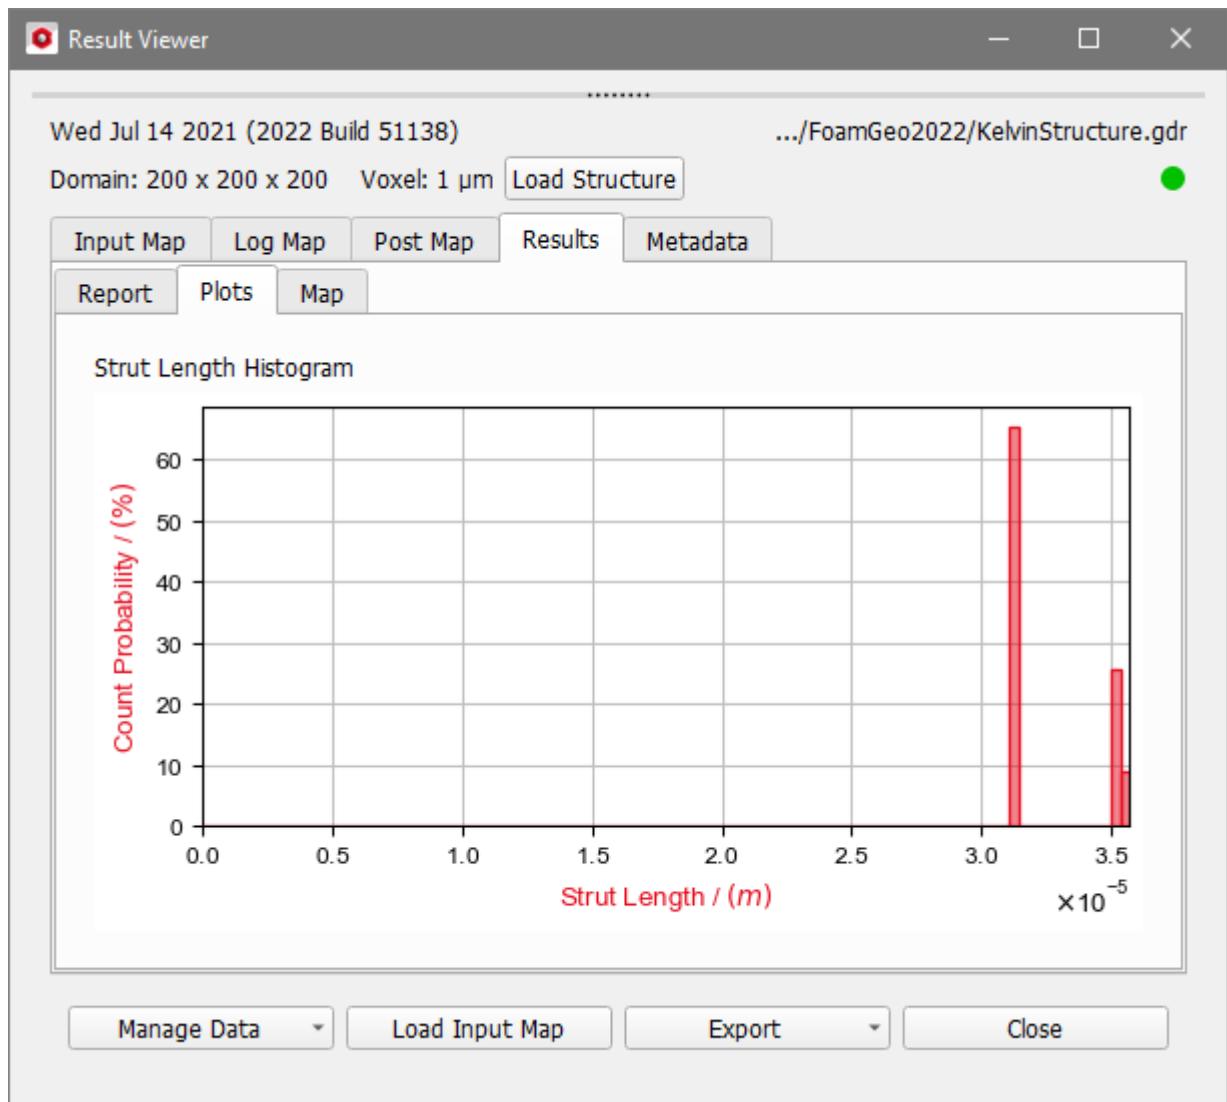 Result Viewer
Wed Jul 14 2021 (2022 Build 51138) .../FoamGeo2022/KelvinStructure.gdr
Domain: 200 x 200 x 200 Voxel: 1 µm Load Structure
Input Map Log Map Post Map Results Metadata
Report Plots Map
Strut Length Histogram
Count Probability / (%)
60
50
40
30
20
10
0
0.0 0.5 1.0 1.5 2.0 2.5 3.0 3.5
Strut Length / (m) ×10⁻⁵
Manage Data Load Input Map Export Close